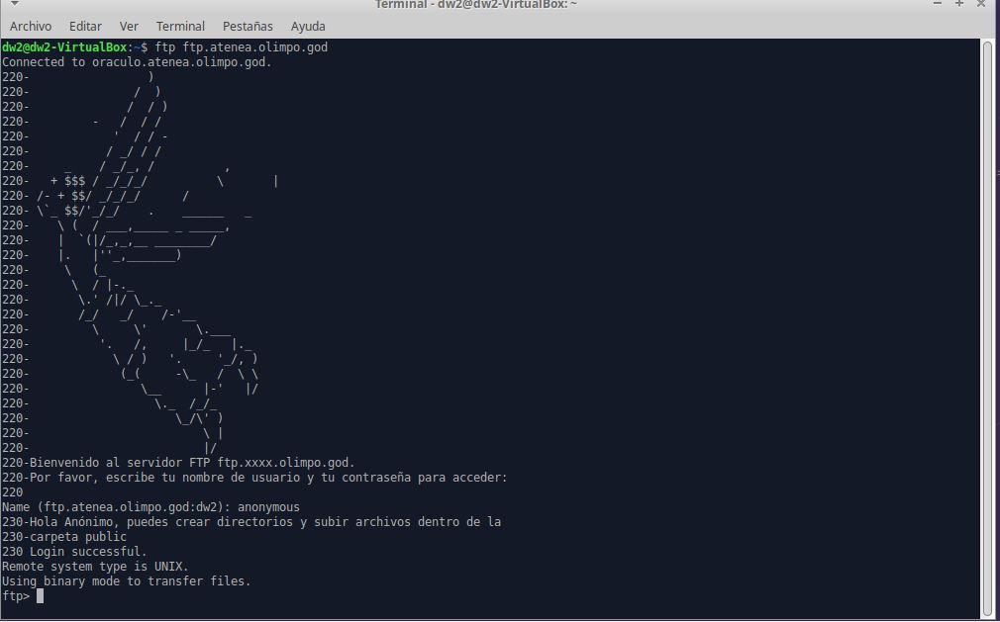 Terminal - dw2@dw2-VirtualBox: ~
Archivo Editar Ver Terminal Pestañas Ayuda
dw2@dw2-VirtualBox:~$ ftp ftp.atenea.olimpo.god
Connected to oraculo.atenea.olimpo.god.
220-                 )
220-               /  )
220-              /  / )
220-         -   /  / /
220-            '  / / -
220-           / _/ / /
220-     _    / _/_, /          ,
220-   + $$$ / _/_/_/          \       |
220- /- + $$/ _/_/_/      /
220- \`_ $$/'_/_/    .    ______   _
220-    \ (  / ___,_____ _ _____,
220-    |  `(|/_,_,__ ________/
220-    |.   |''_,_______)
220-     \   (_
220-      \  / |-._
220-       \.' /|/ \_._
220-       /_/   _/    /-'__
220-         \     \'       \.___
220-          '.   /,     |_/_   |._
220-            \ / )   '.     '_/, )
220-             (_(     -\_   /  \ \
220-                \__      |-'   |/
220-                  \._  /_/_
220-                     \_/\' )
220-                         \ |
220-                         |/
220-Bienvenido al servidor FTP ftp.xxxx.olimpo.god.
220-Por favor, escribe tu nombre de usuario y tu contraseña para acceder:
220
Name (ftp.atenea.olimpo.god:dw2): anonymous
230-Hola Anónimo, puedes crear directorios y subir archivos dentro de la
230-carpeta public
230 Login successful.
Remote system type is UNIX.
Using binary mode to transfer files.
ftp>